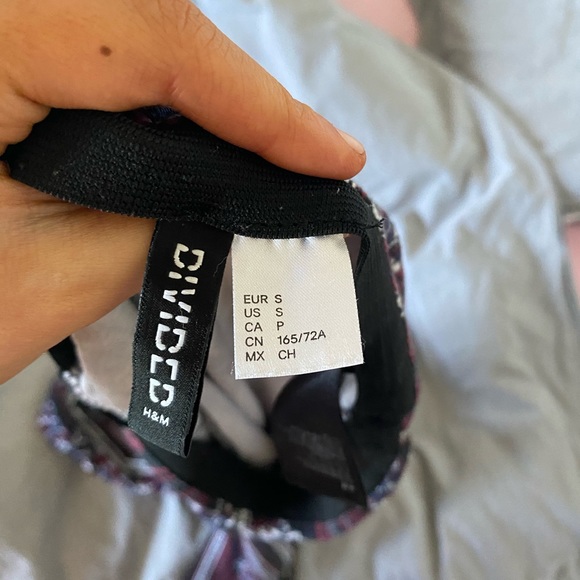 DIVIDED
H&M
EUR S
US S
CA P
CN 165/72A
MX CH